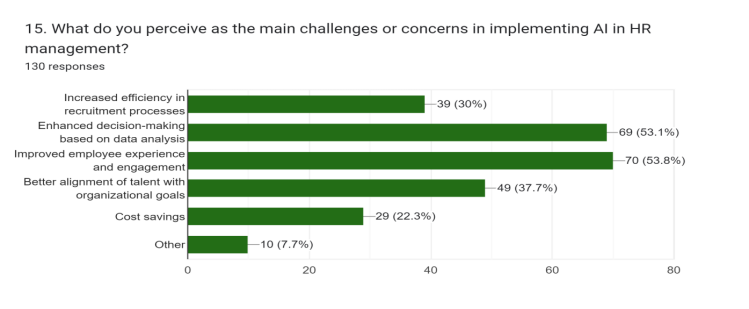 15. What do you perceive as the main challenges or concerns in implementing AI in HR
management?
130 responses
Increased efficiency in
recruitment processes
39 (30%)
Enhanced decision-making
based on data analysis
69 (53.1%)
Improved employee experience
and engagement
70 (53.8%)
Better alignment of talent with
organizational goals
49 (37.7%)
Cost savings
29 (22.3%)
Other
10 (7.7%)
0 20 40 60 80